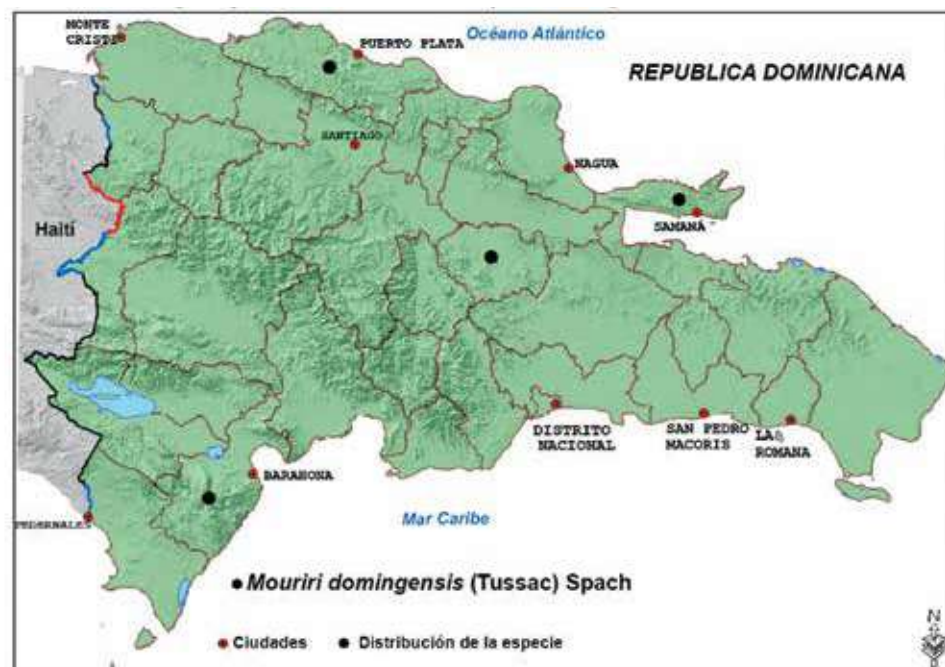 MONTE
CRISTI
PUERTO PLATA
Océano Atlántico
REPUBLICA DOMINICANA
SANTIAGO
NAGUA
Haití
SAMANÁ
DISTRITO
NACIONAL
SAN PEDRO
MACORIS
LA
ROMANA
BARAHONA
PEDERNALES
Mar Caribe
Mouriri domingensis (Tussac) Spach
Ciudades
Distribución de la especie
N